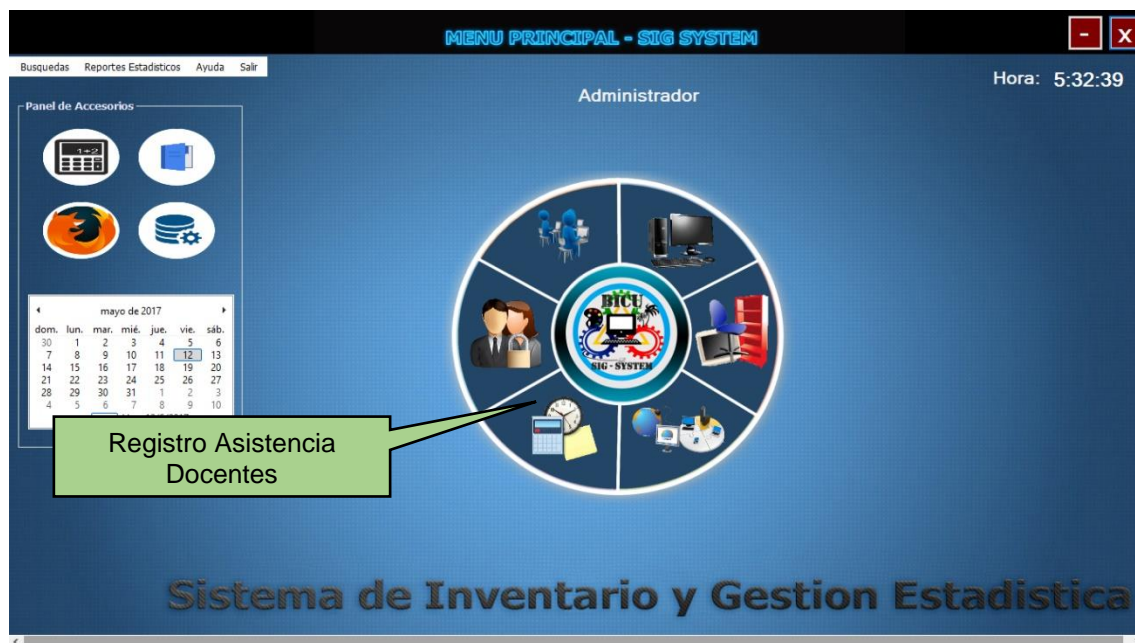 MENU PRINCIPAL - SIG SYSTEM
- X
Busquedas Reportes Estadisticos Ayuda Salir
Hora: 5:32:39
Administrador
Panel de Accesorios
1+2
mayo de 2017
dom. lun. mar. mié. jue. vie. sáb.
30 1 2 3 4 5 6
7 8 9 10 11 12 13
14 15 16 17 18 19 20
21 22 23 24 25 26 27
28 29 30 31 1 2 3
4 5 6 7 8 9 10
BICU
SIG - SYSTEM
Registro Asistencia
Docentes
Sistema de Inventario y Gestion Estadistica